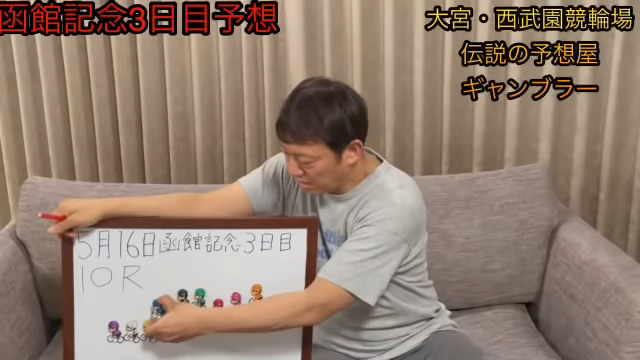 函館記念3日目予想
大宮・西武園競輪場
伝説の予想屋
ギャンブラー
5月16日函館記念3日目
10R